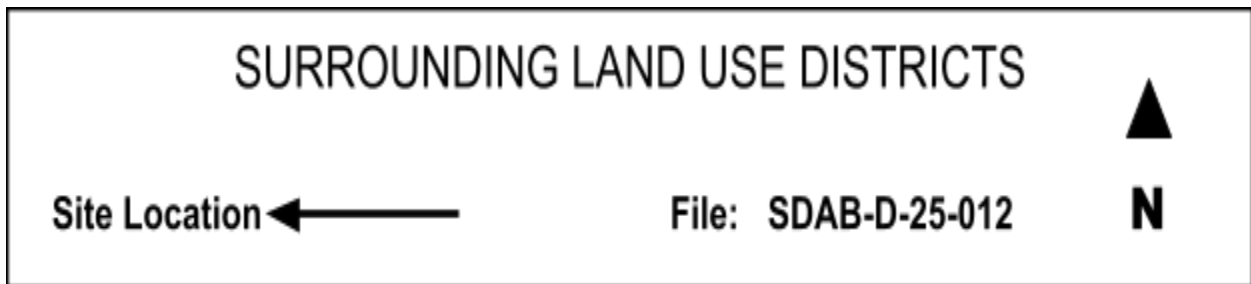 SURROUNDING LAND USE DISTRICTS
Site Location File: SDAB-D-25-012 N